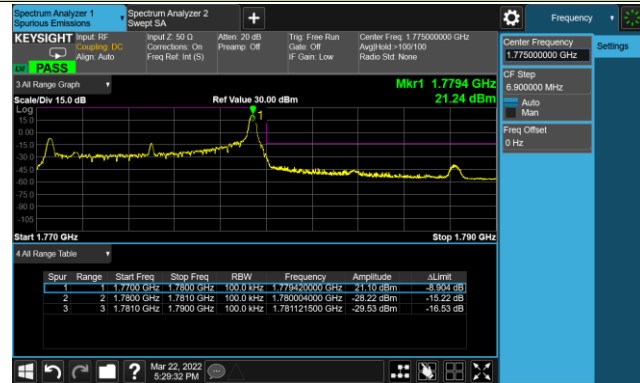 Spectrum Analyzer 1
Spurious Emissions
Spectrum Analyzer 2
Swept SA
Frequency
KEYSIGHT
Input: RF
Coupling: DC
Align: Auto
Input Z: 50 Ω
Corrections: On
Freq Ref: Int (S)
Atten: 20 dB
Preamp: Off
Trig: Free Run
Gate: Off
IF Gain: Low
Center Freq: 1.775000000 GHz
Avg|Hold >100/100
Radio Std: None
PASS
Center Frequency
1.775000000 GHz
Settings
CF Step
6.900000 MHz
Auto
Man
Freq Offset
0 Hz
3 All Range Graph
Mkr1 1.7794 GHz
21.24 dBm
Scale/Div 15.0 dB
Ref Value 30.00 dBm
Log
15.0
0.00
-15.0
-30.0
-45.0
-60.0
-75.0
-90.0
-105
1
Start 1.770 GHz
Stop 1.790 GHz
4 All Range Table
Spur Range Start Freq Stop Freq RBW Frequency Amplitude ΔLimit
1 1 1.7700 GHz 1.7800 GHz 100.0 kHz 1.779420000 GHz 21.10 dBm -8.904 dB
2 2 1.7800 GHz 1.7810 GHz 100.0 kHz 1.780004000 GHz -28.22 dBm -15.22 dB
3 3 1.7810 GHz 1.7900 GHz 100.0 kHz 1.781121500 GHz -29.53 dBm -16.53 dB
Mar 22, 2022
5:29:32 PM